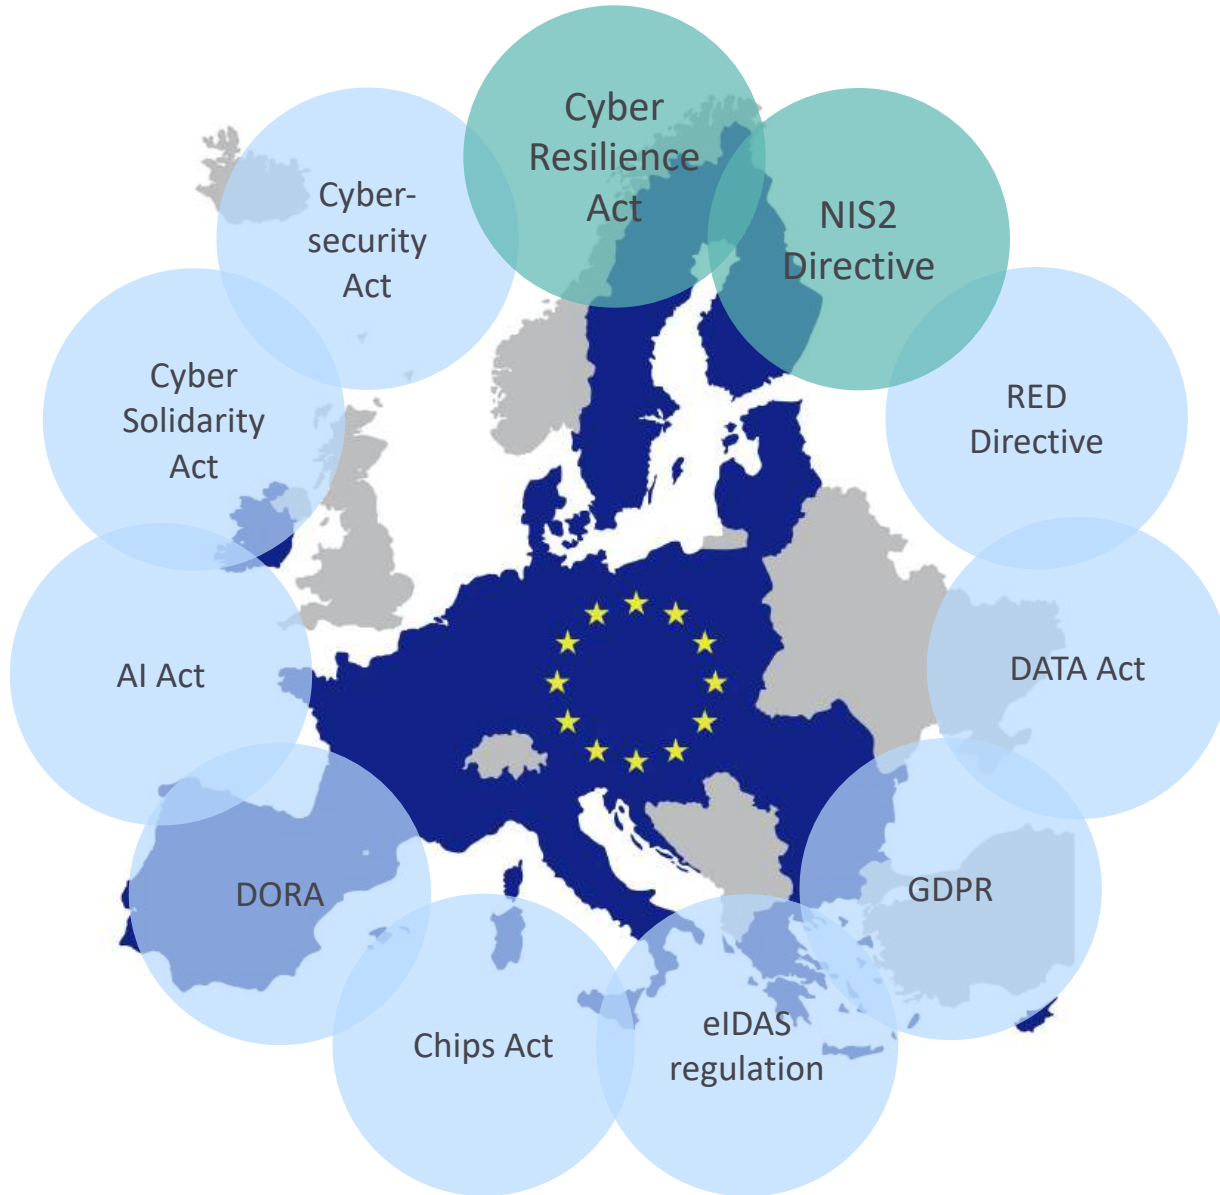 Cyber
Resilience
Act
NIS2
Directive
RED
Directive
DATA Act
GDPR
eIDAS
regulation
Chips Act
DORA
AI Act
Cyber
Solidarity
Act
Cyber-
security
Act